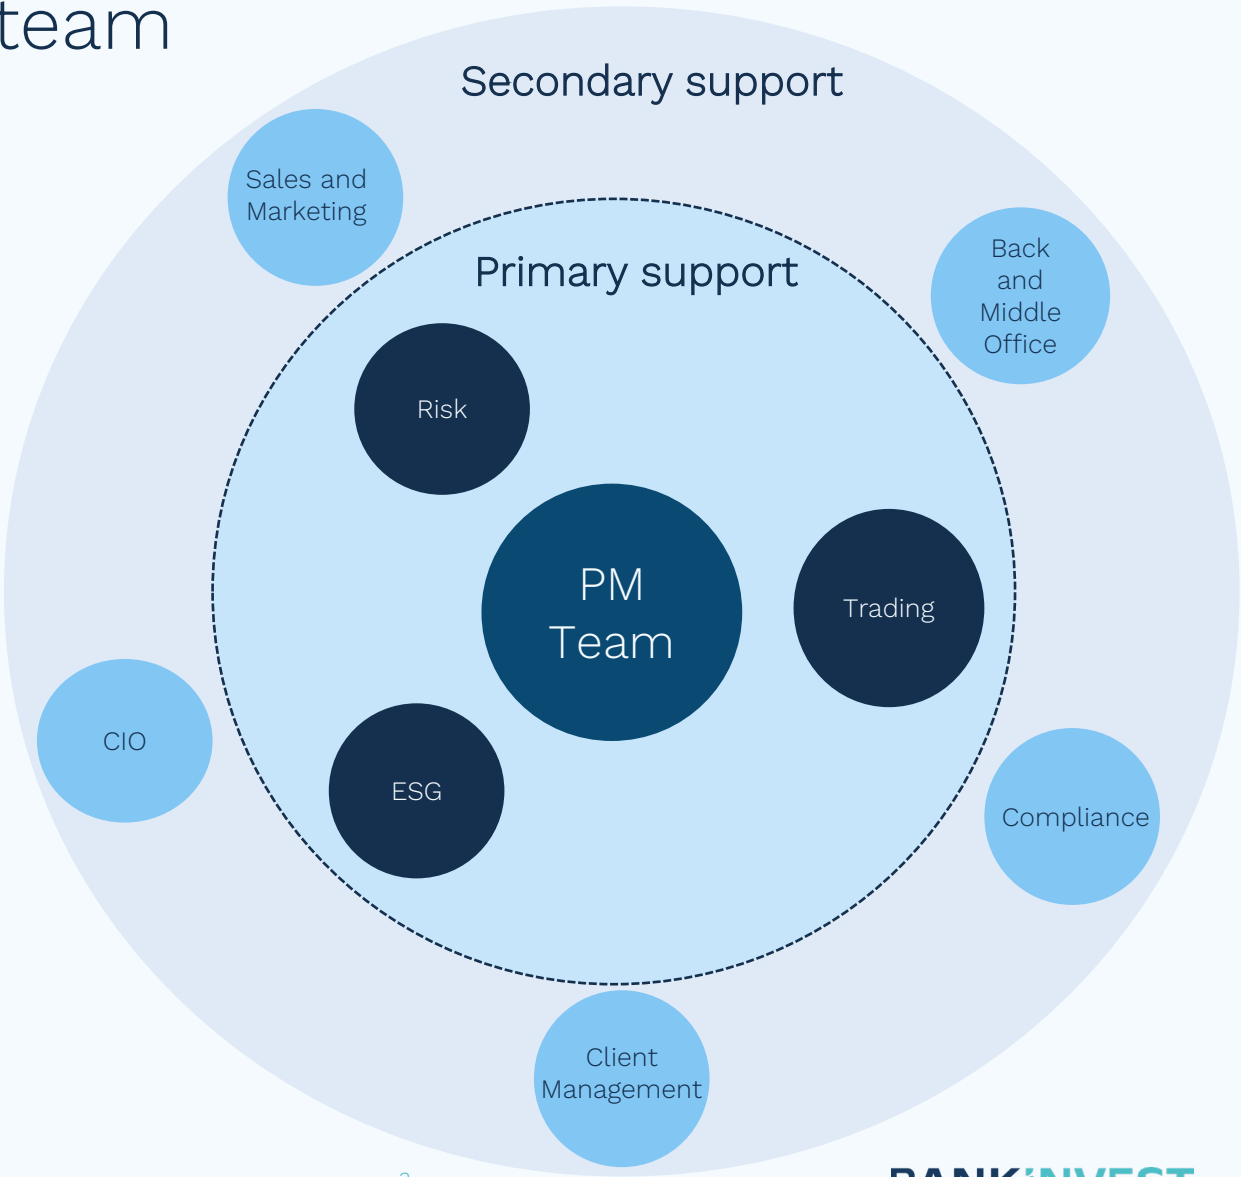 team
Secondary support
Sales and
Marketing
Back
and
Middle
Office
Primary support
Risk
PM
Team
Trading
CIO
ESG
Compliance
Client
Management
BANKINVEST